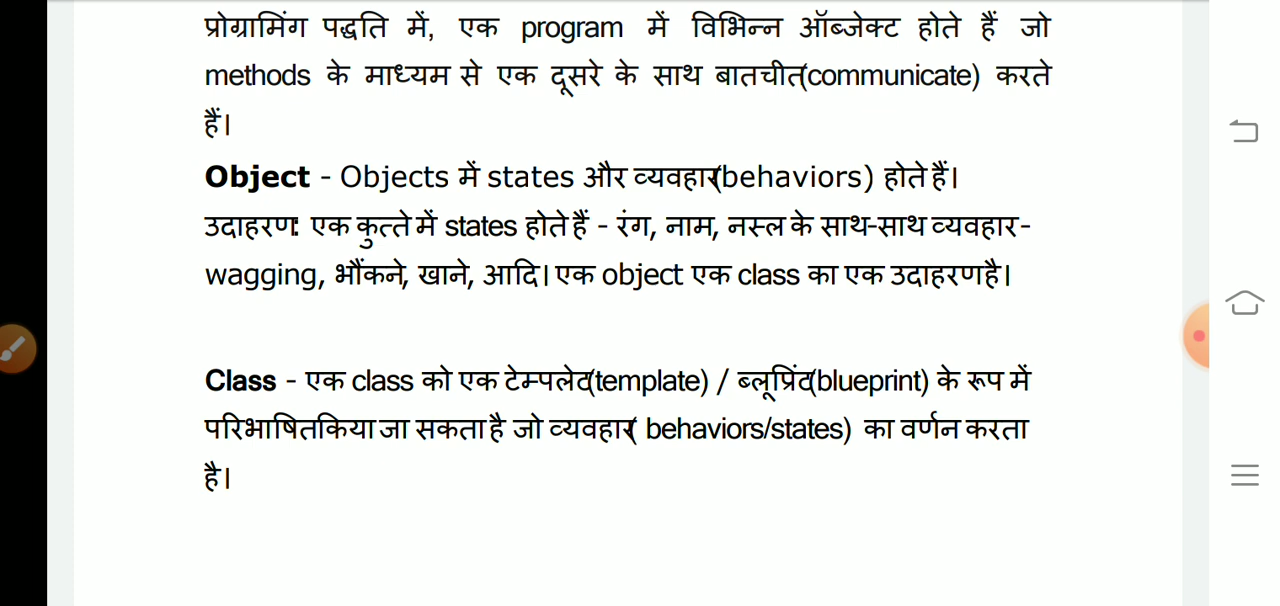 प्रोग्रामिंग पद्धति में, एक program में विभिन्न ऑब्जेक्ट होते हैं जो
methods के माध्यम से एक दूसरे के साथ बातचीत(communicate) करते
हैं।
Object - Objects में states और व्यवहार(behaviors) होते हैं।
उदाहरण: एक कुत्ते में states होते हैं - रंग, नाम, नस्ल के साथ-साथ व्यवहार-
wagging, भौंकने, खाने, आदि। एक object एक class का एक उदाहरण है।
Class - एक class को एक टेम्पलेट(template) / ब्लूप्रिंट(blueprint) के रूप में
परिभाषित किया जा सकता है जो व्यवहार( behaviors/states) का वर्णन करता
है।